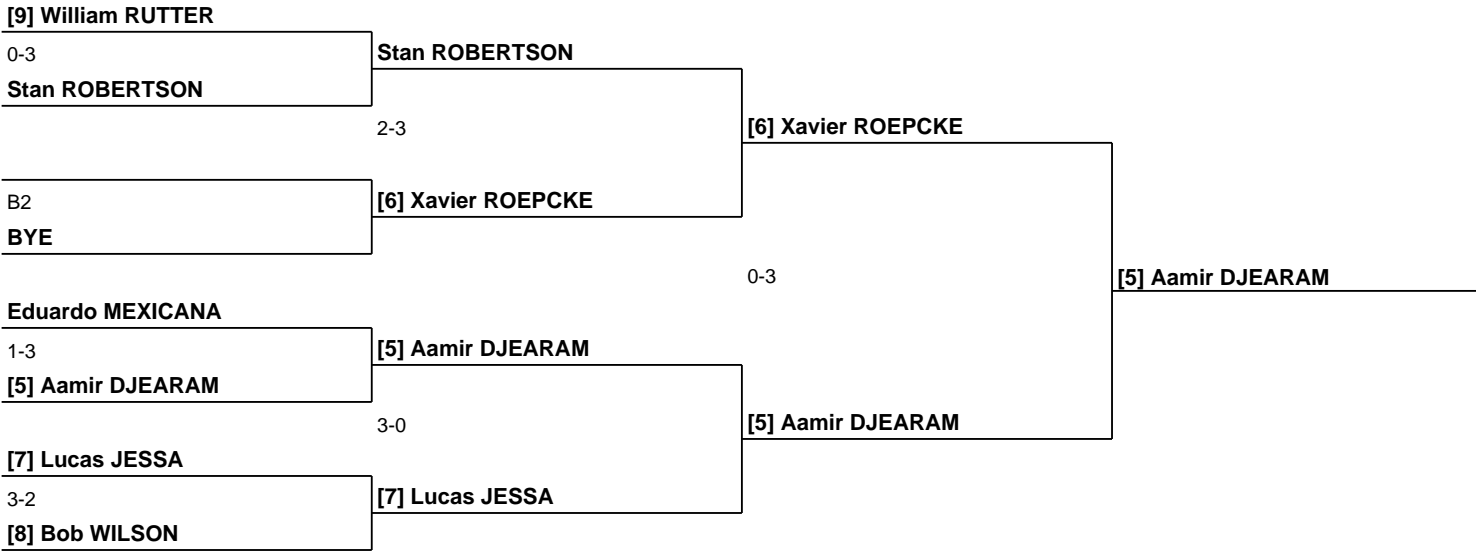 [9] William RUTTER
0-3
Stan ROBERTSON
Stan ROBERTSON
2-3
[6] Xavier ROEPCKE
B2
[6] Xavier ROEPCKE
BYE
0-3
[5] Aamir DJEARAM
Eduardo MEXICANA
1-3
[5] Aamir DJEARAM
[5] Aamir DJEARAM
3-0
[5] Aamir DJEARAM
[7] Lucas JESSA
3-2
[7] Lucas JESSA
[8] Bob WILSON